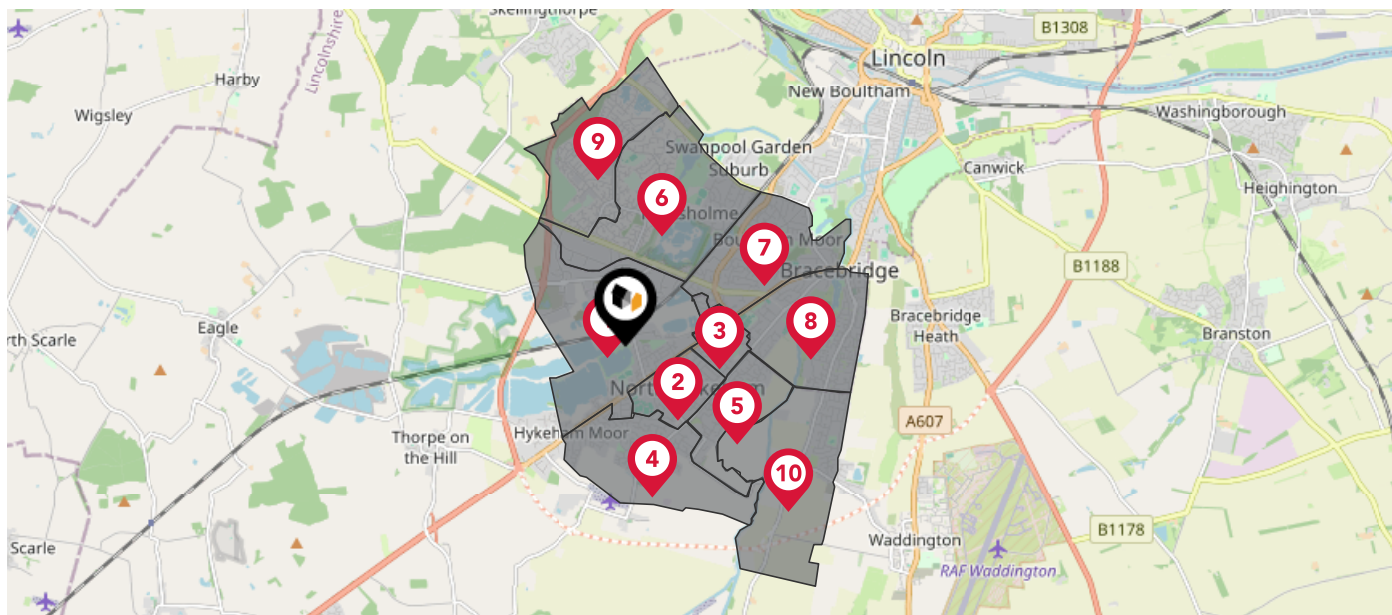 Skellingthorpe
B1308
Lincoln
Lincolnshire
Harby
New Boultham
Wigsley
Washingborough
9
Swanpool Garden
Suburb
Canwick
Heighington
6
7
Bracebridge
B1188
Eagle
3
8
Bracebridge
Heath
Branston
rth Scarle
2
5
A607
Thorpe on
the Hill
Hykeham Moor
4
10
B1178
Waddington
Scarle
RAF Waddington